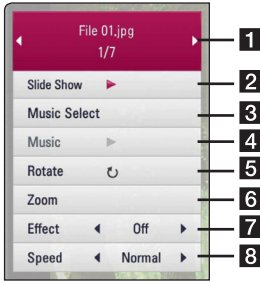 File 01.jpg
1/7
1
Slide Show
2
Music Select
3
Music
4
Rotate
5
Zoom
6
Effect Off
7
Speed Normal
8